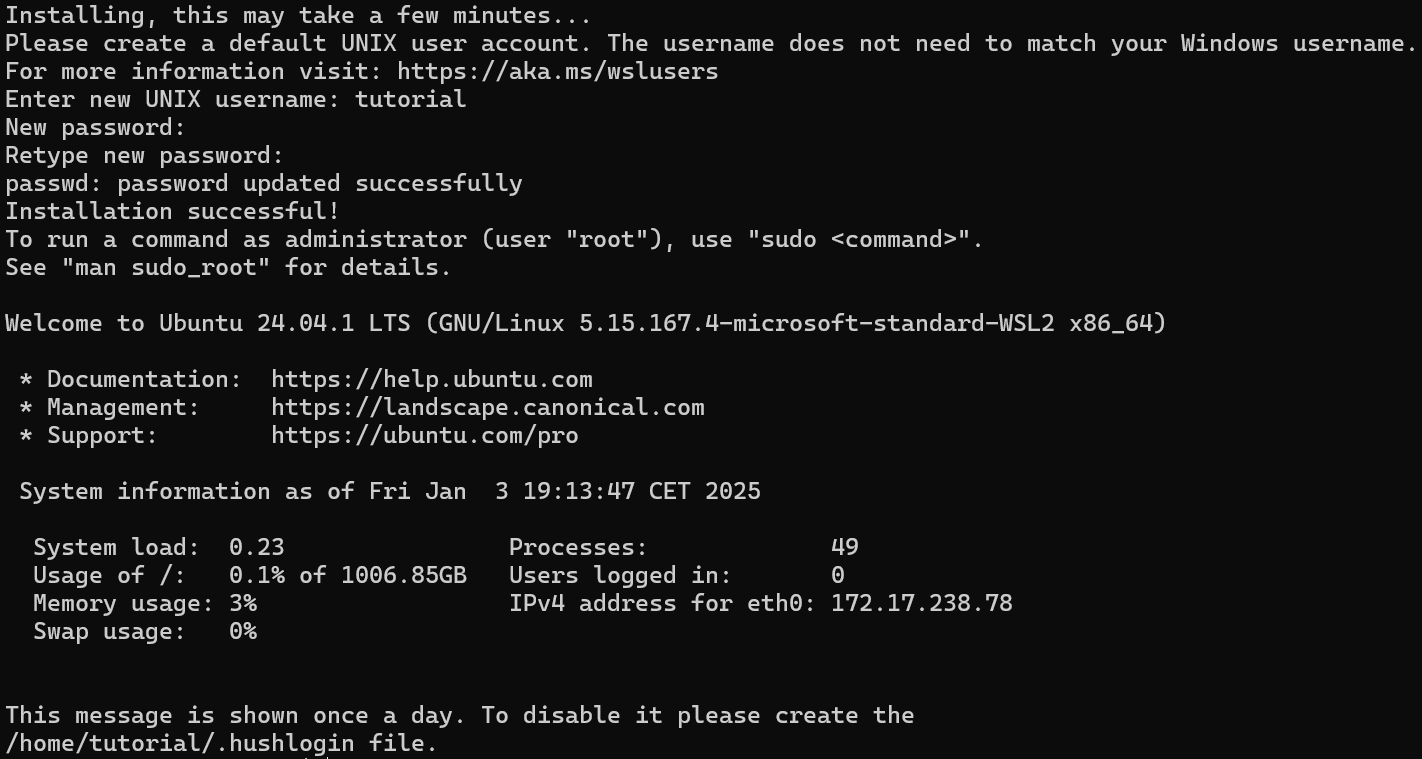 Installing, this may take a few minutes...
Please create a default UNIX user account. The username does not need to match your Windows username.
For more information visit: https://aka.ms/wslusers
Enter new UNIX username: tutorial
New password:
Retype new password:
passwd: password updated successfully
Installation successful!
To run a command as administrator (user "root"), use "sudo <command>".
See "man sudo_root" for details.
Welcome to Ubuntu 24.04.1 LTS (GNU/Linux 5.15.167.4-microsoft-standard-WSL2 x86_64)
* Documentation:  https://help.ubuntu.com
* Management:     https://landscape.canonical.com
* Support:        https://ubuntu.com/pro
System information as of Fri Jan  3 19:13:47 CET 2025
System load:  0.23                Processes:             49
Usage of /:   0.1% of 1006.85GB   Users logged in:       0
Memory usage: 3%                  IPv4 address for eth0: 172.17.238.78
Swap usage:   0%
This message is shown once a day. To disable it please create the
/home/tutorial/.hushlogin file.